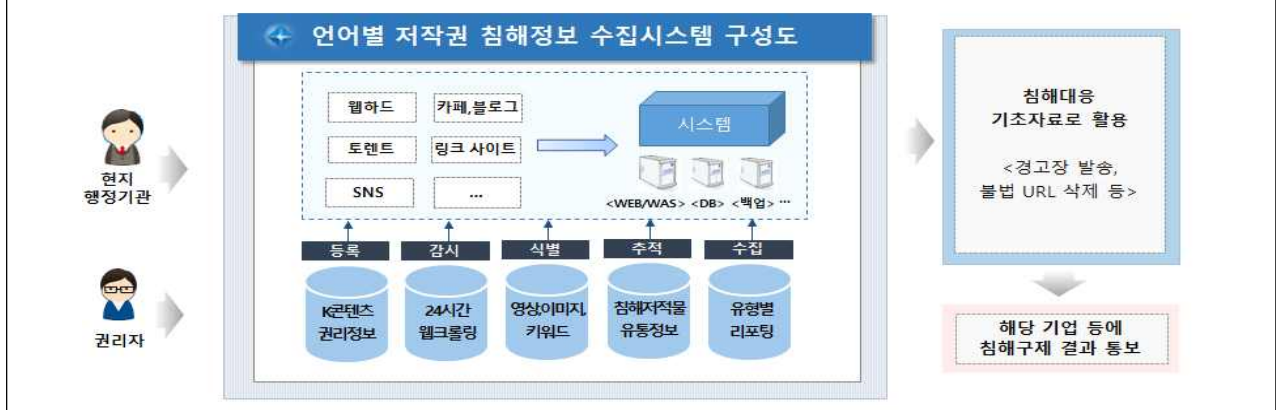 언어별 저작권 침해정보 수집시스템 구성도
현지
행정기관
권리자
웹하드
카페,블로그
토렌트
링크 사이트
SNS
...
시스템
<WEB/WAS> <DB> <백업> ...
등록
감시
식별
추적
수집
K콘텐츠
권리정보
24시간
웹크롤링
영상,이미지,
키워드
침해저적물
유통정보
유형별
리포팅
침해대응
기초자료로 활용
<경고장 발송,
불법 URL 삭제 등>
해당 기업 등에
침해구제 결과 통보